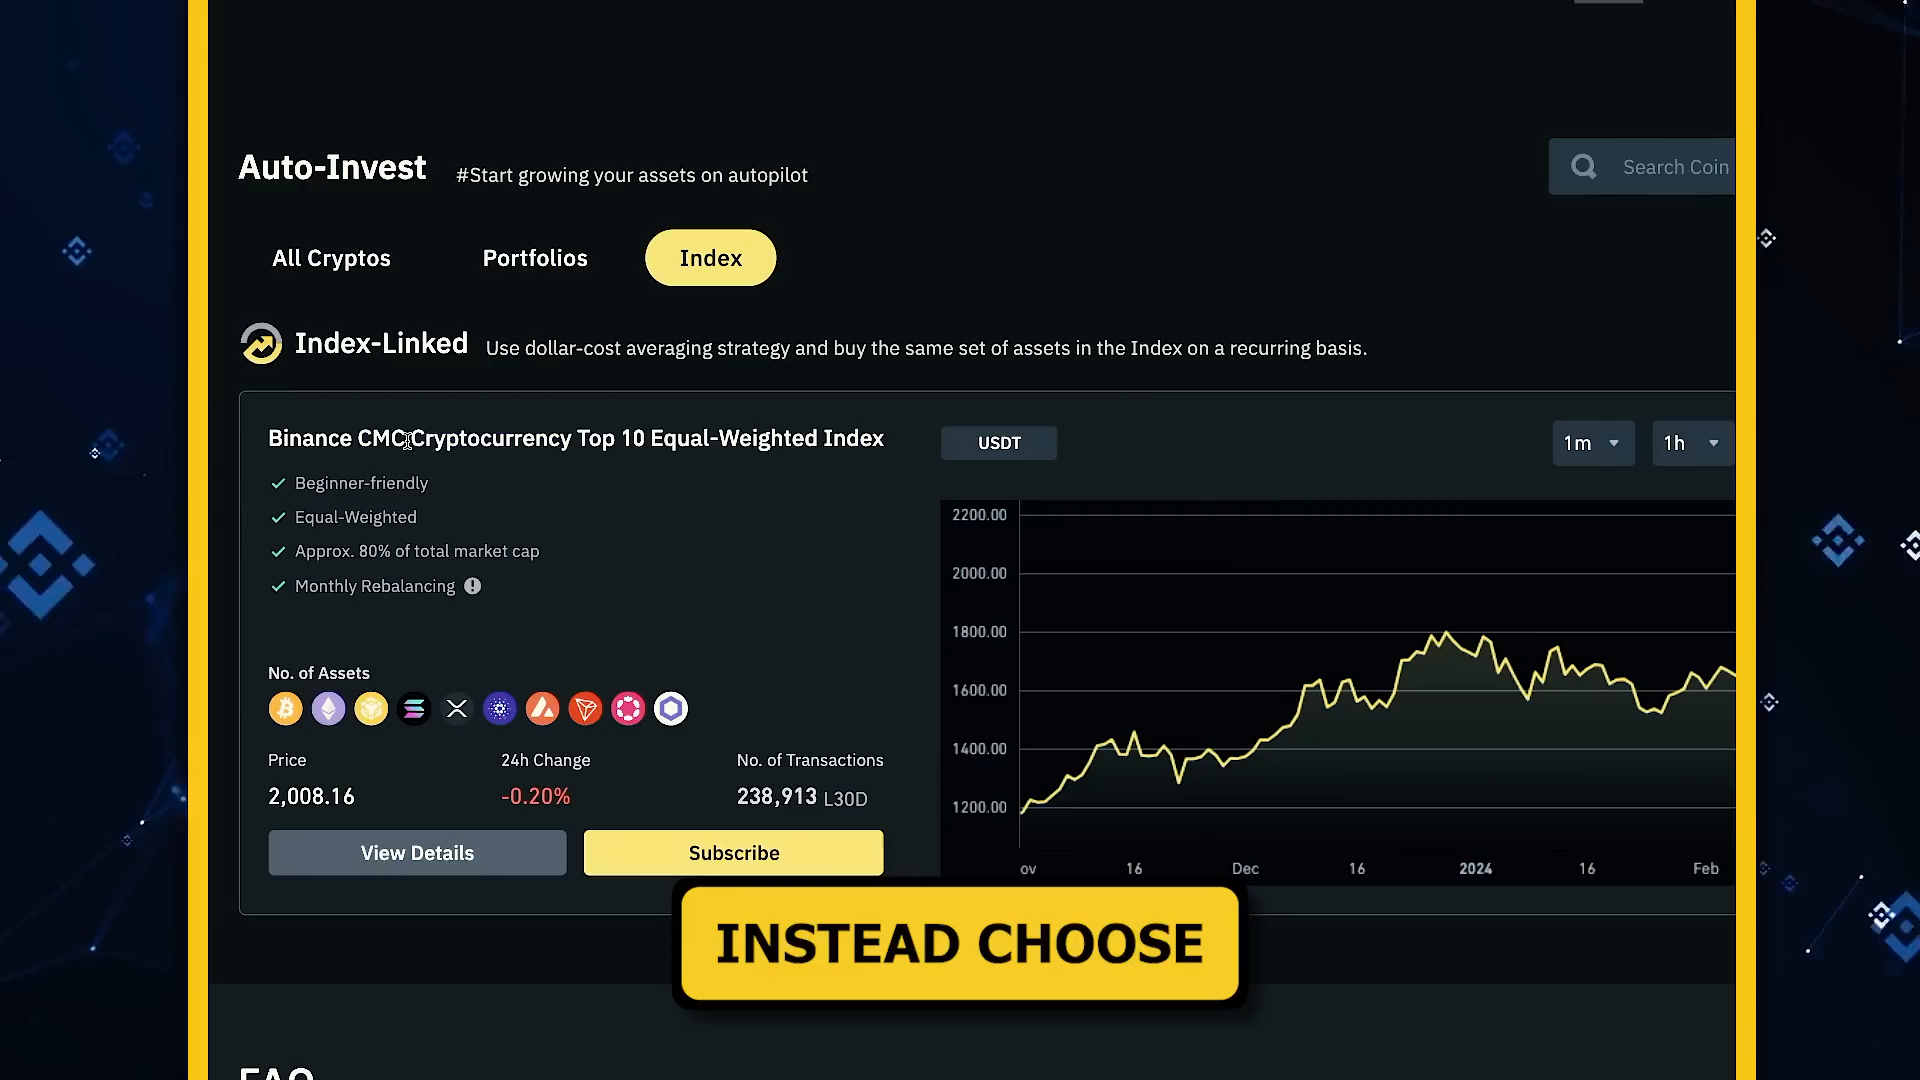 Auto-Invest
#Start growing your assets on autopilot
Search Coin
All Cryptos
Portfolios
Index
Index-Linked
Use dollar-cost averaging strategy and buy the same set of assets in the Index on a recurring basis.
Binance CMC Cryptocurrency Top 10 Equal-Weighted Index
Beginner-friendly
Equal-Weighted
Approx. 80% of total market cap
Monthly Rebalancing
No. of Assets
Price
24h Change
No. of Transactions
2,008.16
-0.20%
238,913 L30D
View Details
Subscribe
USDT
1m
1h
2200.00
2000.00
1800.00
1600.00
1400.00
1200.00
ov
16
Dec
16
2024
16
Feb
INSTEAD CHOOSE
FAQ